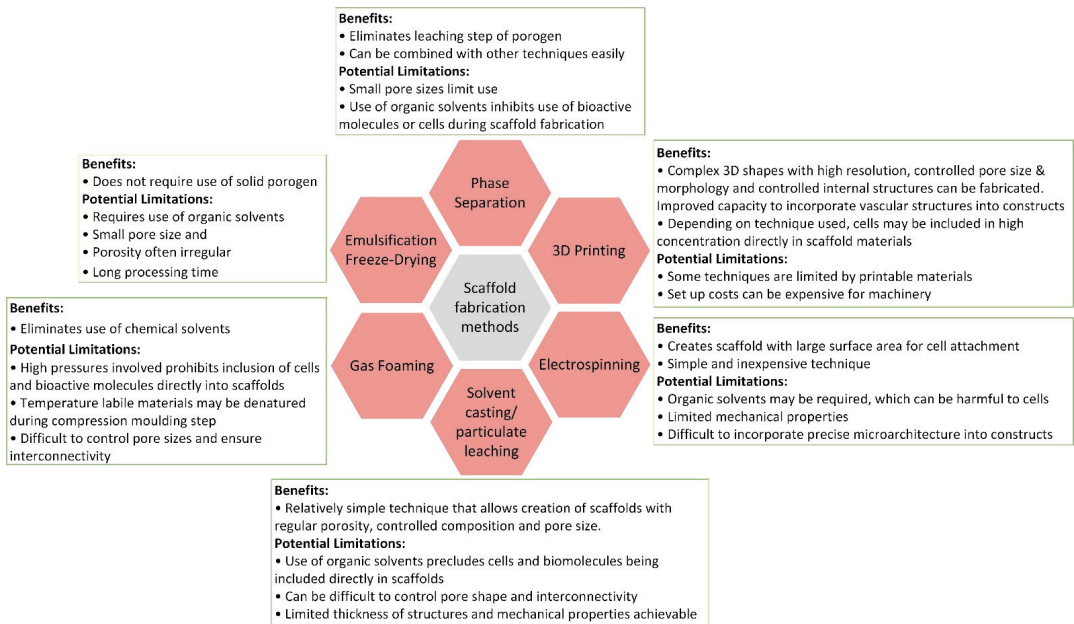 Benefits:
• Eliminates leaching step of porogen
• Can be combined with other techniques easily
Potential Limitations:
• Small pore sizes limit use
• Use of organic solvents inhibits use of bioactive
molecules or cells during scaffold fabrication
Benefits:
• Does not require use of solid porogen
Potential Limitations:
• Requires use of organic solvents
• Small pore size and
• Porosity often irregular
• Long processing time
Benefits:
• Complex 3D shapes with high resolution, controlled pore size &
morphology and controlled internal structures can be fabricated.
Improved capacity to incorporate vascular structures into constructs
• Depending on technique used, cells may be included in high
concentration directly in scaffold materials
Potential Limitations:
• Some techniques are limited by printable materials
• Set up costs can be expensive for machinery
Phase
Separation
Emulsification
Freeze-Drying
3D Printing
Scaffold
fabrication
methods
Gas Foaming
Electrospinning
Solvent
casting/
particulate
leaching
Benefits:
• Eliminates use of chemical solvents
Potential Limitations:
• High pressures involved prohibits inclusion of cells
and bioactive molecules directly into scaffolds
• Temperature labile materials may be denatured
during compression moulding step
• Difficult to control pore sizes and ensure
interconnectivity
Benefits:
• Creates scaffold with large surface area for cell attachment
• Simple and inexpensive technique
Potential Limitations:
• Organic solvents may be required, which can be harmful to cells
• Limited mechanical properties
• Difficult to incorporate precise microarchitecture into constructs
Benefits:
• Relatively simple technique that allows creation of scaffolds with
regular porosity, controlled composition and pore size.
Potential Limitations:
• Use of organic solvents precludes cells and biomolecules being
included directly in scaffolds
• Can be difficult to control pore shape and interconnectivity
• Limited thickness of structures and mechanical properties achievable